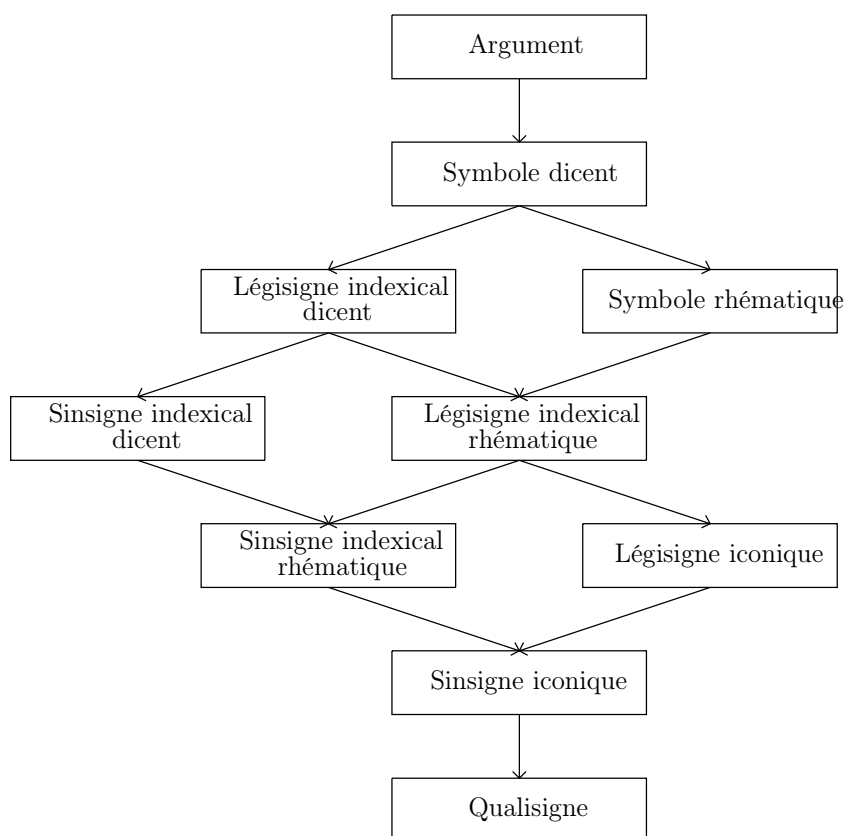 Argument
Symbole dicent
Légisigne indexical
dicent
Symbole rhématique
Sinsigne indexical
dicent
Légisigne indexical
rhématique
Sinsigne indexical
rhématique
Légisigne iconique
Sinsigne iconique
Qualisigne